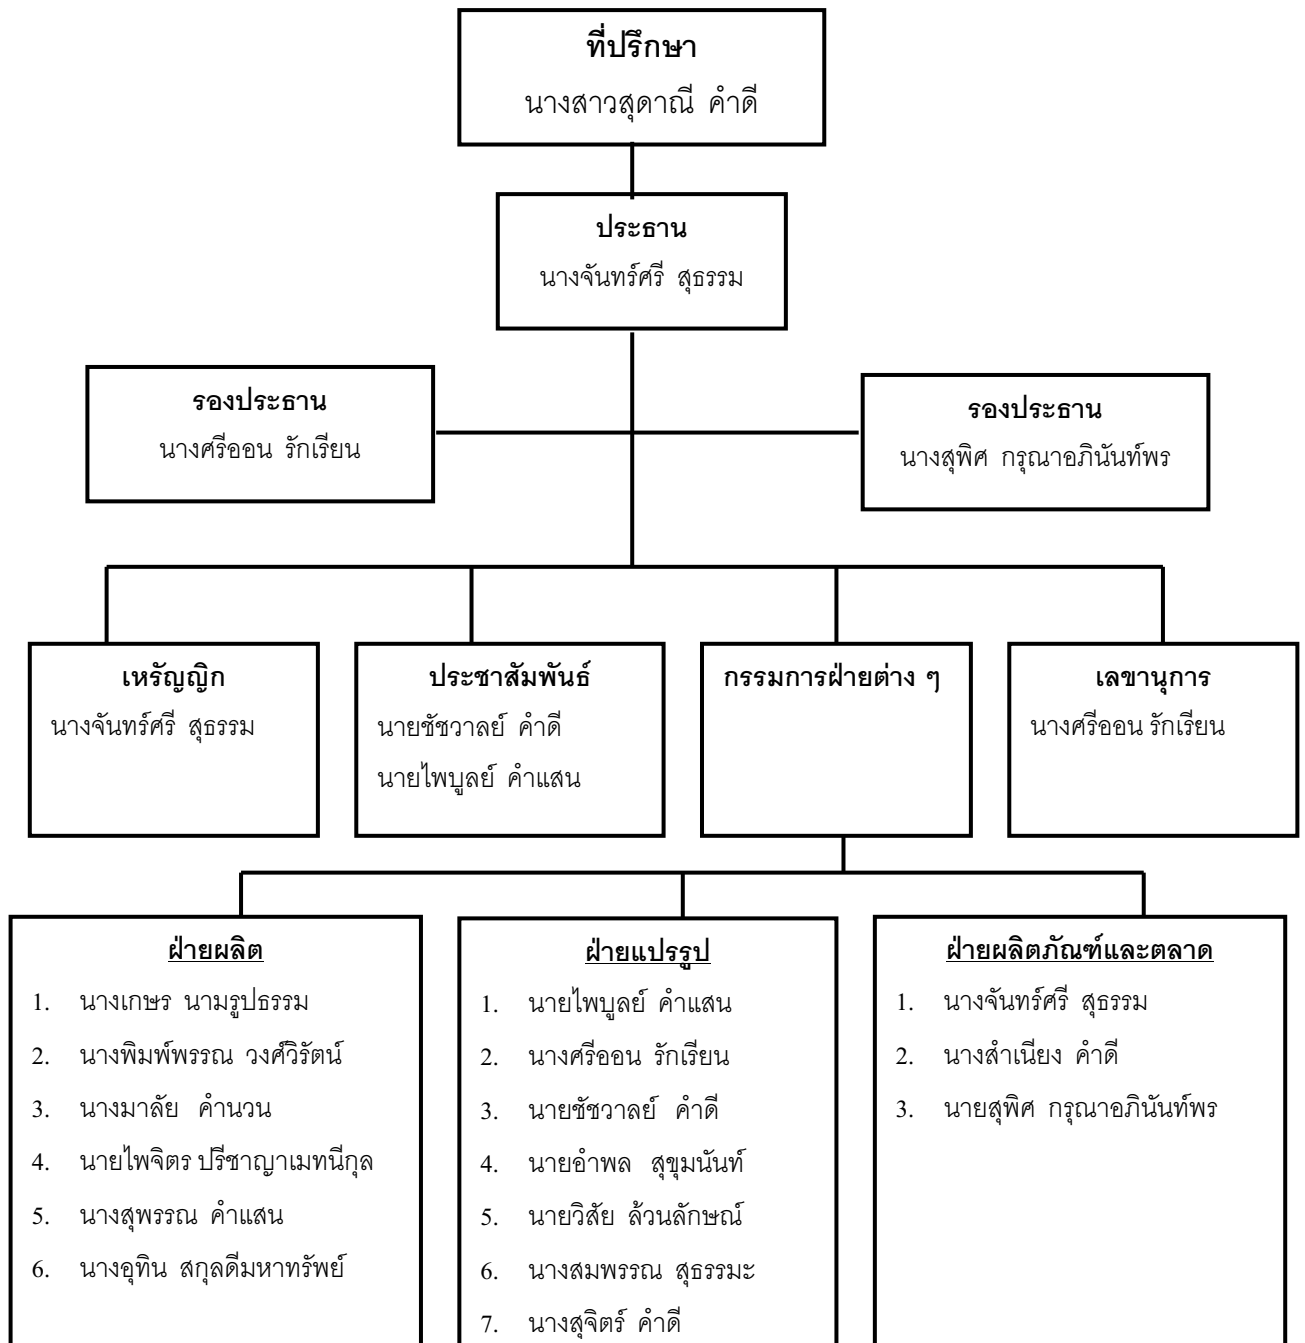 ที่ปรึกษา
นางสาวสุดาณี คำดี
ประธาน
นางจันทร์ศรี สุธรรม
รองประธาน
นางศรีออน รักเรียน
รองประธาน
นางสุพิศ กรุณาอภินันท์พร
เหรัญญิก
นางจันทร์ศรี สุธรรม
ประชาสัมพันธ์
นายชัชวาลย์ คำดี
นายไพบูลย์ คำแสน
กรรมการฝ่ายต่าง ๆ
เลขานุการ
นางศรีออน รักเรียน
ฝ่ายผลิต
1. นางเกษร นามรูปธรรม
2. นางพิมพ์พรรณ วงศ์วิรัตน์
3. นางมาลัย คำนวน
4. นายไพจิตร ปรีชาญาเมทนีกุล
5. นางสุพรรณ คำแสน
6. นางอุทิน สกุลดีมหาทรัพย์
ฝ่ายแปรรูป
1. นายไพบูลย์ คำแสน
2. นางศรีออน รักเรียน
3. นายชัชวาลย์ คำดี
4. นายอำพล สุขุมนันท์
5. นายวิสัย ล้วนลักษณ์
6. นางสมพรรณ สุธรรมะ
7. นางสุจิตร์ คำดี
ฝ่ายผลิตภัณฑ์และตลาด
1. นางจันทร์ศรี สุธรรม
2. นางสำเนียง คำดี
3. นายสุพิศ กรุณาอภินันท์พร